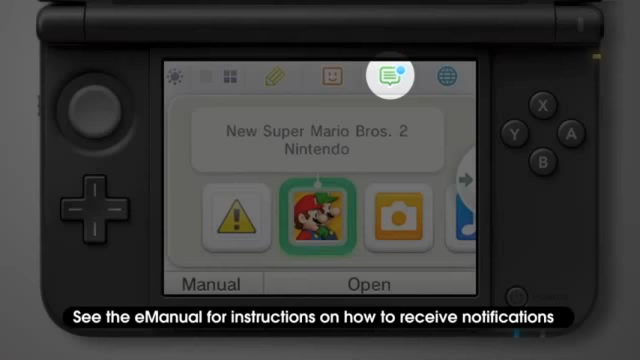 New Super Mario Bros. 2
Nintendo
X
Y
A
B
Manual
Open
See the eManual for instructions on how to receive notifications